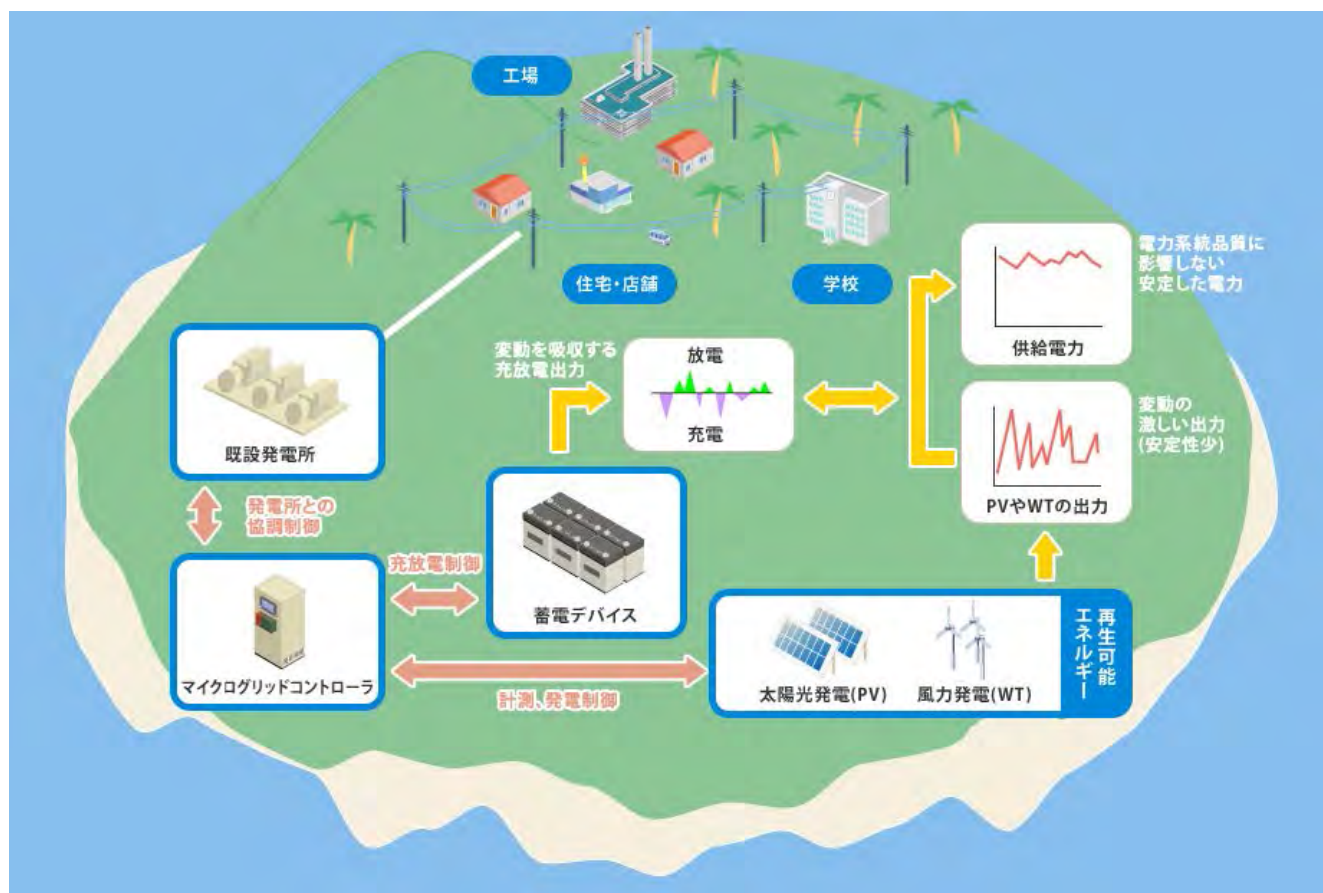 工場
住宅・店舗
学校
電力系統品質に
影響しない
安定した電力
供給電力
変動を吸収する
充放電出力
放電
充電
変動の
激しい出力
(安定性少)
PVやWTの出力
既設発電所
発電所との
協調制御
充放電制御
蓄電デバイス
マイクログリッドコントローラ
計測、発電制御
太陽光発電(PV)
風力発電(WT)
再生可能
エネルギー